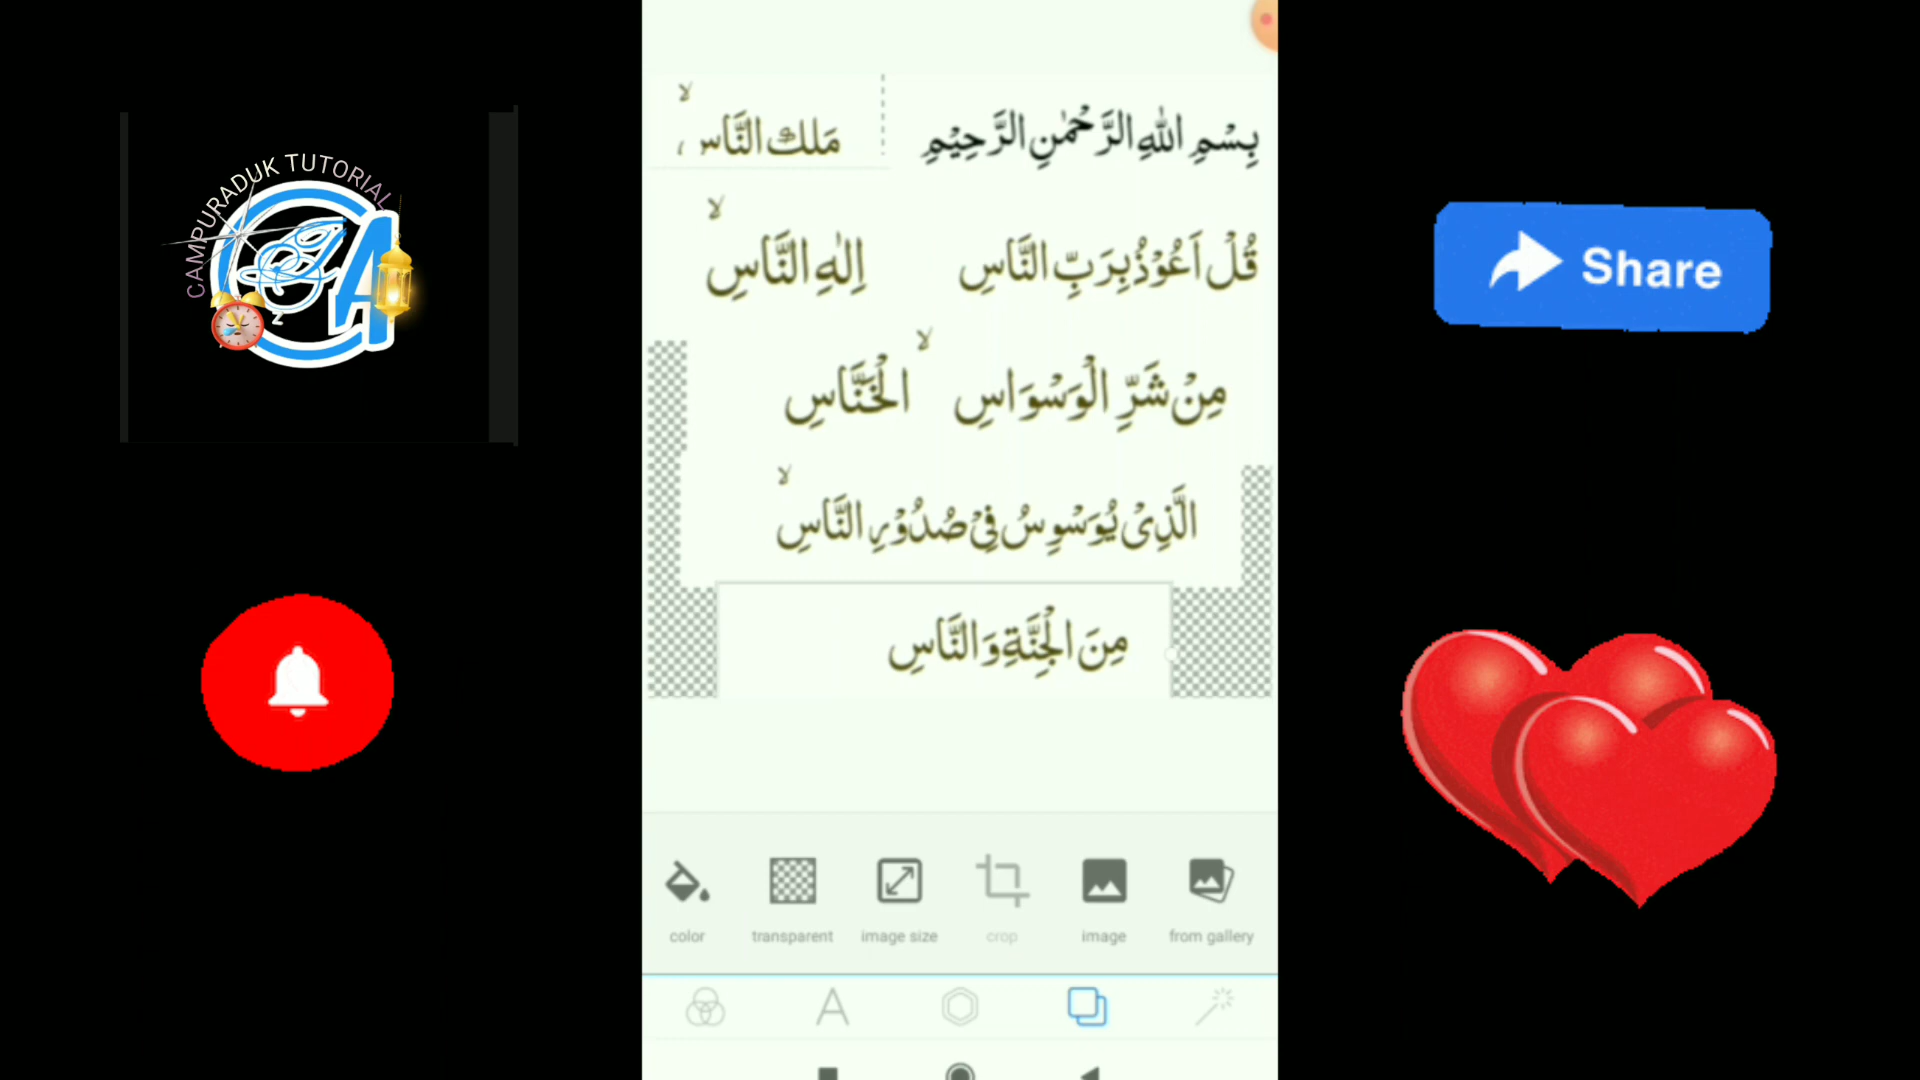 CAMPURADUK TUTORIAL
بِسْمِ اللهِ الرَّحْمٰنِ الرَّحِيْمِ
مَلِكِ النَّاسِ ۙ
قُلْ اَعُوْذُ بِرَبِّ النَّاسِ
اِلٰهِ النَّاسِ ۙ
مِنْ شَرِّ الْوَسْوَاسِ ۙ الْخَنَّاسِ
الَّذِيْ يُوَسْوِسُ فِيْ صُدُوْرِ النَّاسِ ۙ
مِنَ الْجِنَّةِ وَالنَّاسِ
color transparent image size crop image from gallery
Share